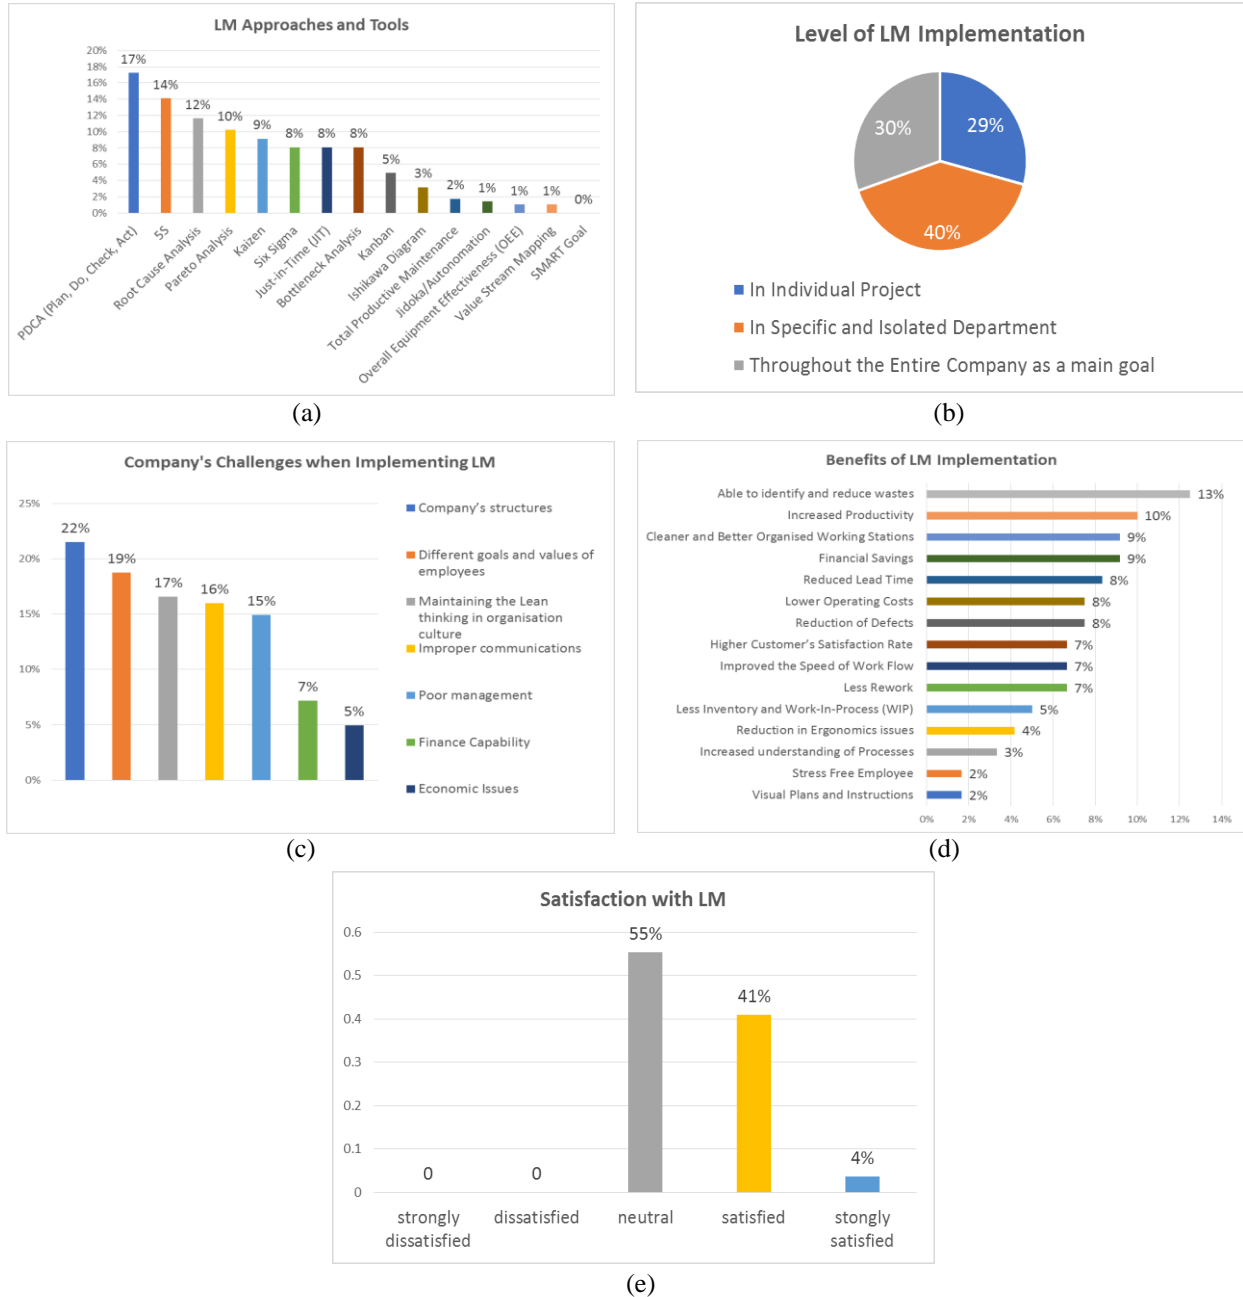 LM Approaches and Tools
20%
18%
16%
14%
12%
10%
8%
6%
4%
2%
0%
17%
14%
12%
10%
9%
8%
8%
8%
5%
3%
2%
1%
1%
1%
0%
PDCA (Plan, Do, Check, Act)
5S
Root Cause Analysis
Pareto Analysis
Kaizen
Six Sigma
Just-in-Time (JIT)
Bottleneck Analysis
Kanban
Ishikawa Diagram
Total Productive Maintenance
Jidoka/Autonomation
Overall Equipment Effectiveness (OEE)
Value Stream Mapping
SMART Goal
(a)
Level of LM Implementation
30%
29%
40%
In Individual Project
In Specific and Isolated Department
Throughout the Entire Company as a main goal
(b)
Company's Challenges when Implementing LM
25%
20%
15%
10%
5%
0%
22%
19%
17%
16%
15%
7%
5%
Company's structures
Different goals and values of
employees
Maintaining the Lean
thinking in organisation
culture
Improper communications
Poor management
Finance Capability
Economic Issues
(c)
Benefits of LM Implementation
Able to identify and reduce wastes 13%
Increased Productivity 10%
Cleaner and Better Organised Working Stations 9%
Financial Savings 9%
Reduced Lead Time 8%
Lower Operating Costs 8%
Reduction of Defects 8%
Higher Customer's Satisfaction Rate 7%
Improved the Speed of Work Flow 7%
Less Rework 7%
Less Inventory and Work-In-Process (WIP) 5%
Reduction in Ergonomics issues 4%
Increased understanding of Processes 3%
Stress Free Employee 2%
Visual Plans and Instructions 2%
0% 2% 4% 6% 8% 10% 12% 14%
(d)
Satisfaction with LM
0.6
0.5
0.4
0.3
0.2
0.1
0
0
0
55%
41%
4%
strongly
dissatisfied
dissatisfied
neutral
satisfied
stongly
satisfied
(e)